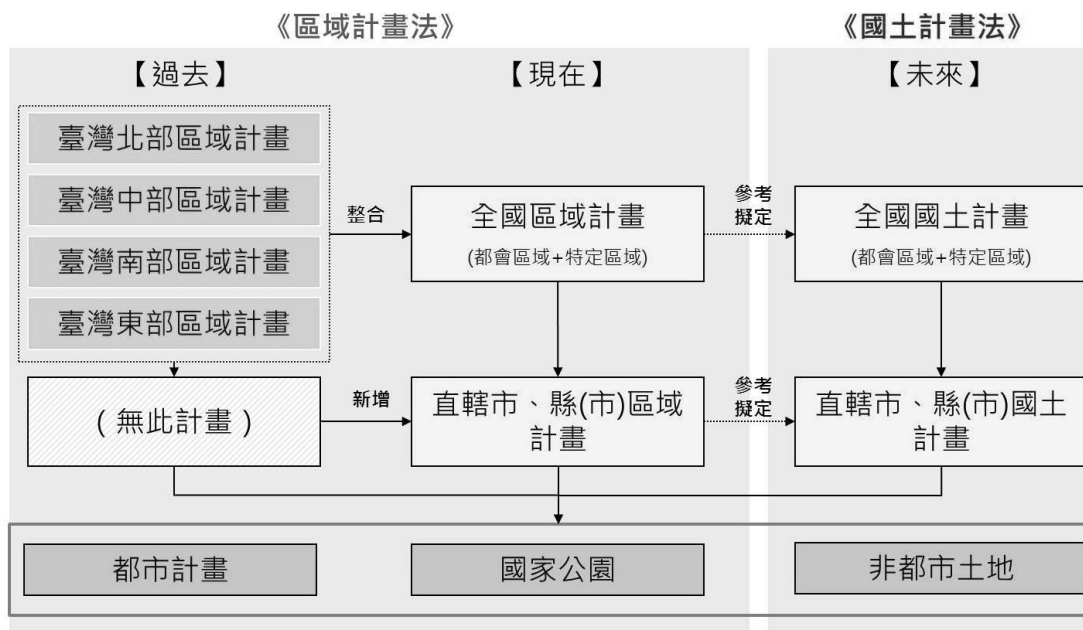 《區域計畫法》
《國土計畫法》
【過去】
【現在】
【未來】
臺灣北部區域計畫
臺灣中部區域計畫
臺灣南部區域計畫
臺灣東部區域計畫
整合
全國區域計畫
(都會區域+特定區域)
參考
擬定
全國國土計畫
(都會區域+特定區域)
(無此計畫)
新增
直轄市、縣(市)區域
計畫
參考
擬定
直轄市、縣(市)國土
計畫
都市計畫
國家公園
非都市土地